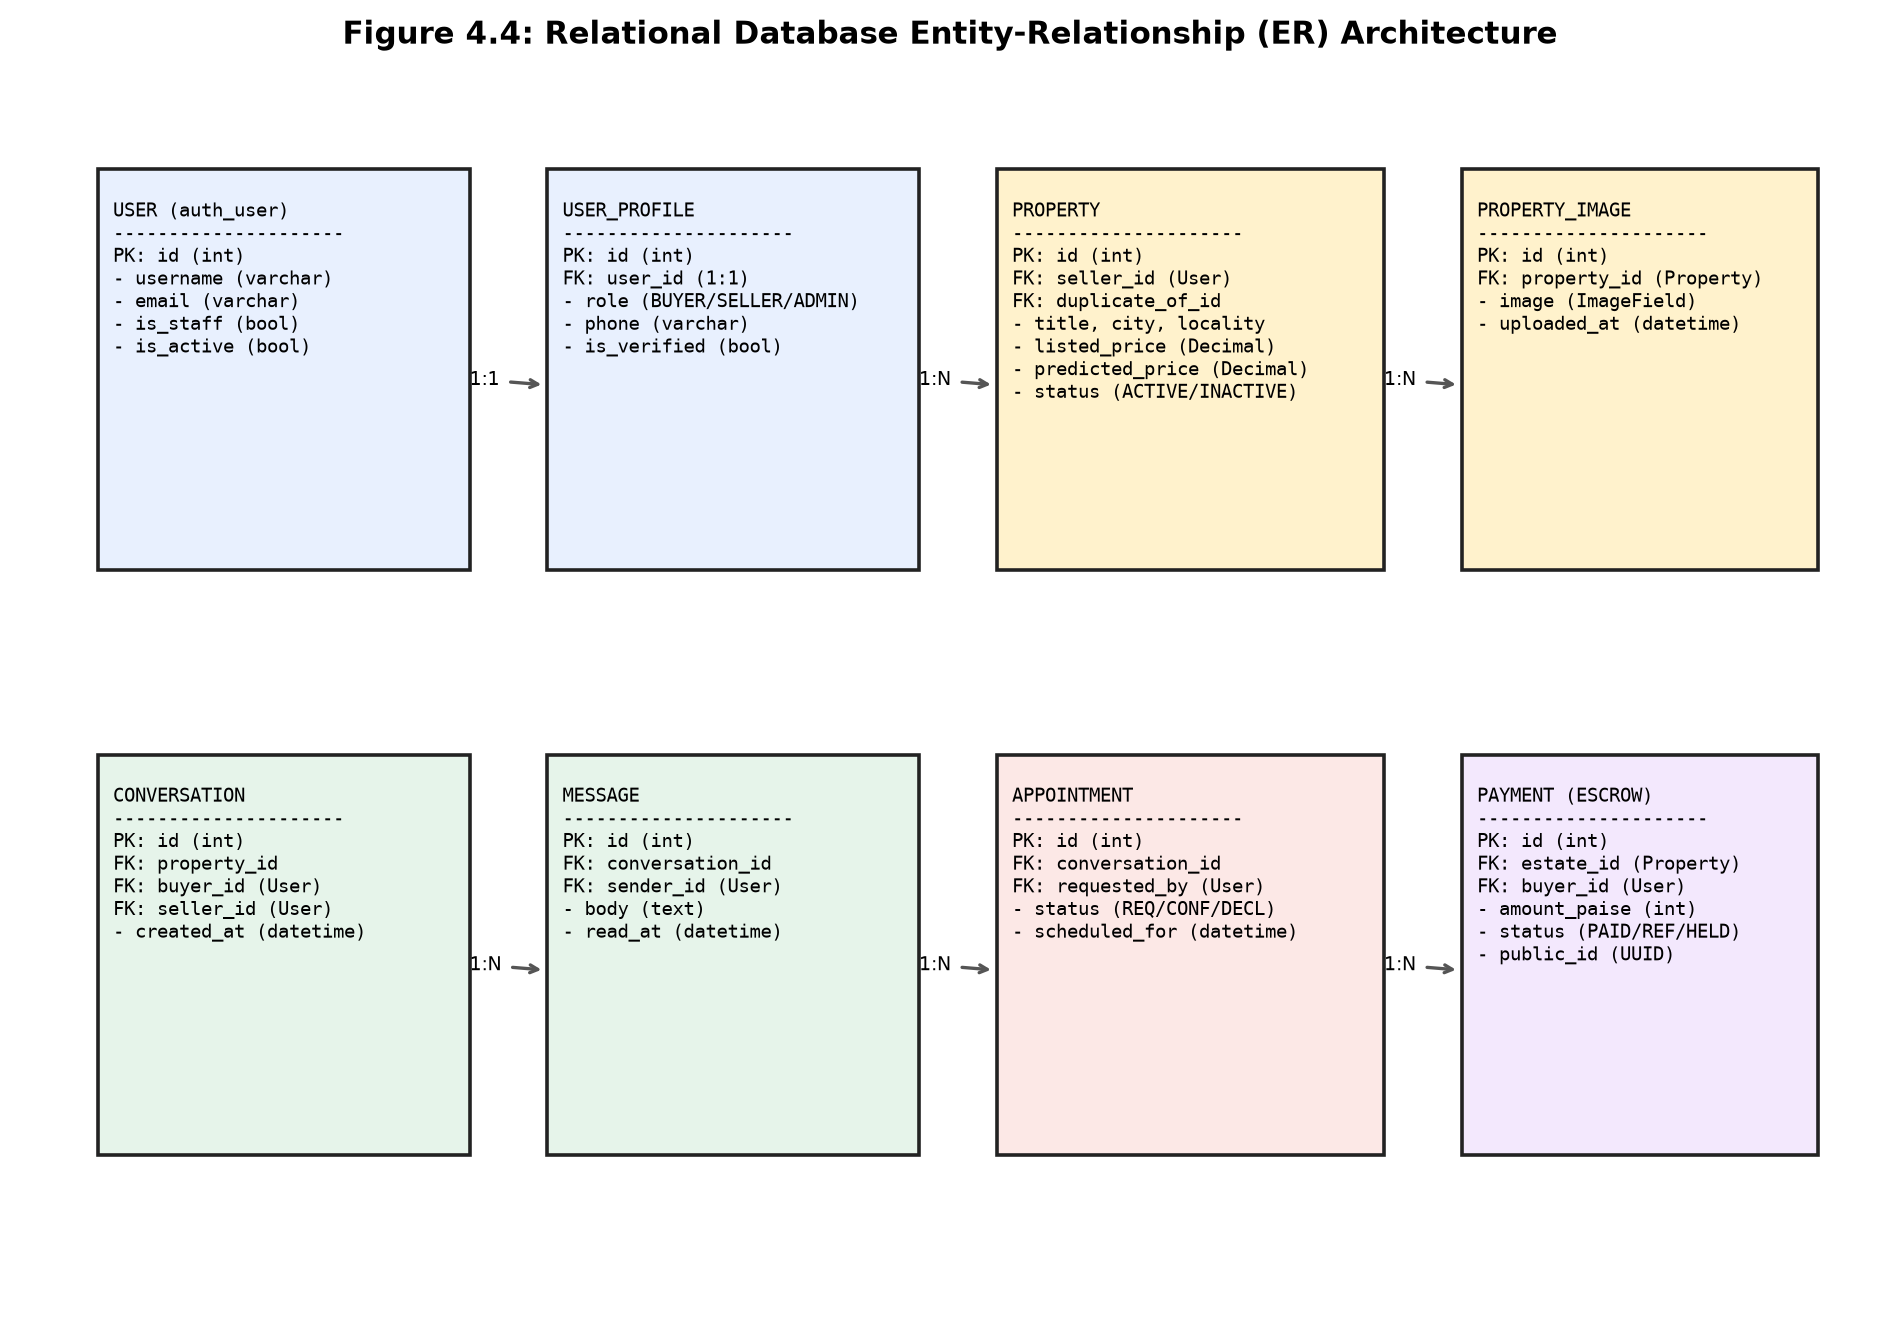 Figure 4.4: Relational Database Entity-Relationship (ER) Architecture
USER (auth_user)
---------------------
PK: id (int)
- username (varchar)
- email (varchar)
- is_staff (bool)
- is_active (bool)
1:1
USER_PROFILE
---------------------
PK: id (int)
FK: user_id (1:1)
- role (BUYER/SELLER/ADMIN)
- phone (varchar)
- is_verified (bool)
1:N
PROPERTY
---------------------
PK: id (int)
FK: seller_id (User)
FK: duplicate_of_id
- title, city, locality
- listed_price (Decimal)
- predicted_price (Decimal)
- status (ACTIVE/INACTIVE)
1:N
PROPERTY_IMAGE
---------------------
PK: id (int)
FK: property_id (Property)
- image (ImageField)
- uploaded_at (datetime)
CONVERSATION
---------------------
PK: id (int)
FK: property_id
FK: buyer_id (User)
FK: seller_id (User)
- created_at (datetime)
1:N
MESSAGE
---------------------
PK: id (int)
FK: conversation_id
FK: sender_id (User)
- body (text)
- read_at (datetime)
1:N
APPOINTMENT
---------------------
PK: id (int)
FK: conversation_id
FK: requested_by (User)
- status (REQ/CONF/DECL)
- scheduled_for (datetime)
1:N
PAYMENT (ESCROW)
---------------------
PK: id (int)
FK: estate_id (Property)
FK: buyer_id (User)
- amount_paise (int)
- status (PAID/REF/HELD)
- public_id (UUID)